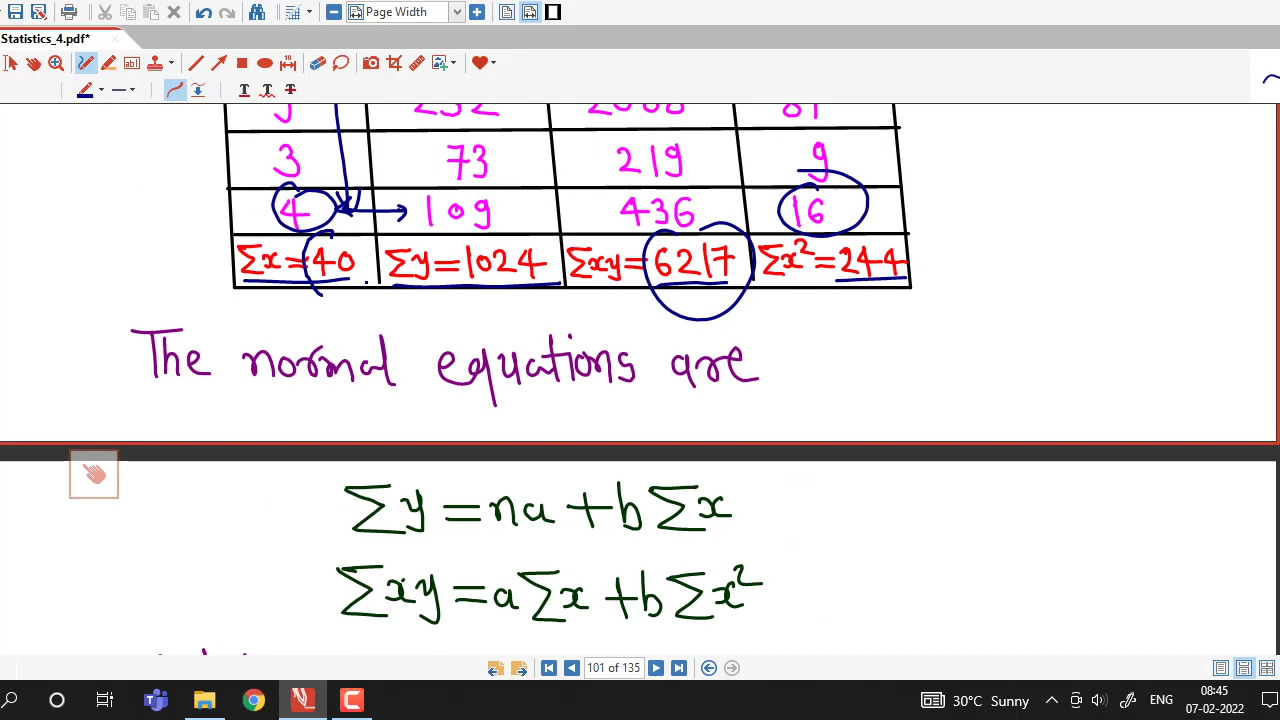 Page Width
Statistics_4.pdf*
3 73 219 9
4 109 436 16
Σx=40 Σy=1024 Σxy=6217 Σx²=244
The normal equations are
Σy=na+bΣx
Σxy=aΣx+bΣx²
101 of 135
30°C Sunny
ENG
08:45
07-02-2022